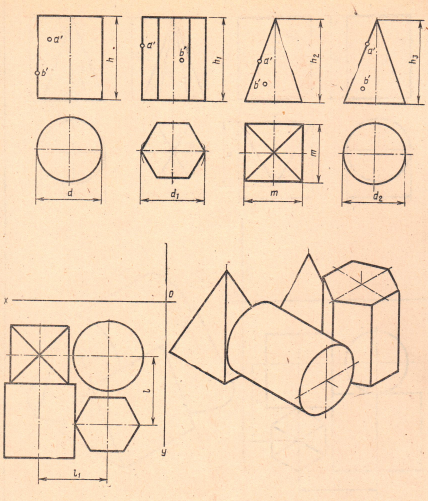 a' b' h
a' b' h₁
a' b' h₂
a' b' h₃
d d₁ m m d₂
x 0
l
l₁ y